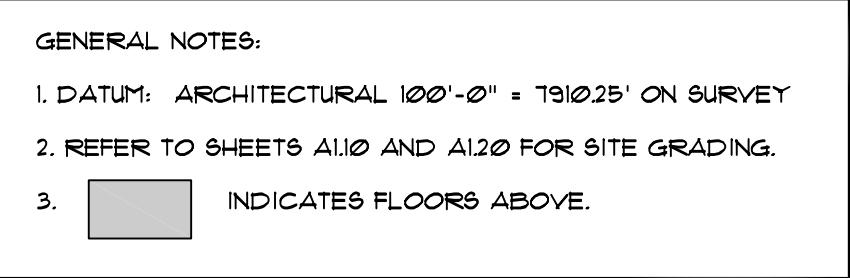 GENERAL NOTES:
1. DATUM: ARCHITECTURAL 100'-0" = 7910.25' ON SURVEY
2. REFER TO SHEETS A1.10 AND A1.20 FOR SITE GRADING.
3. INDICATES FLOORS ABOVE.